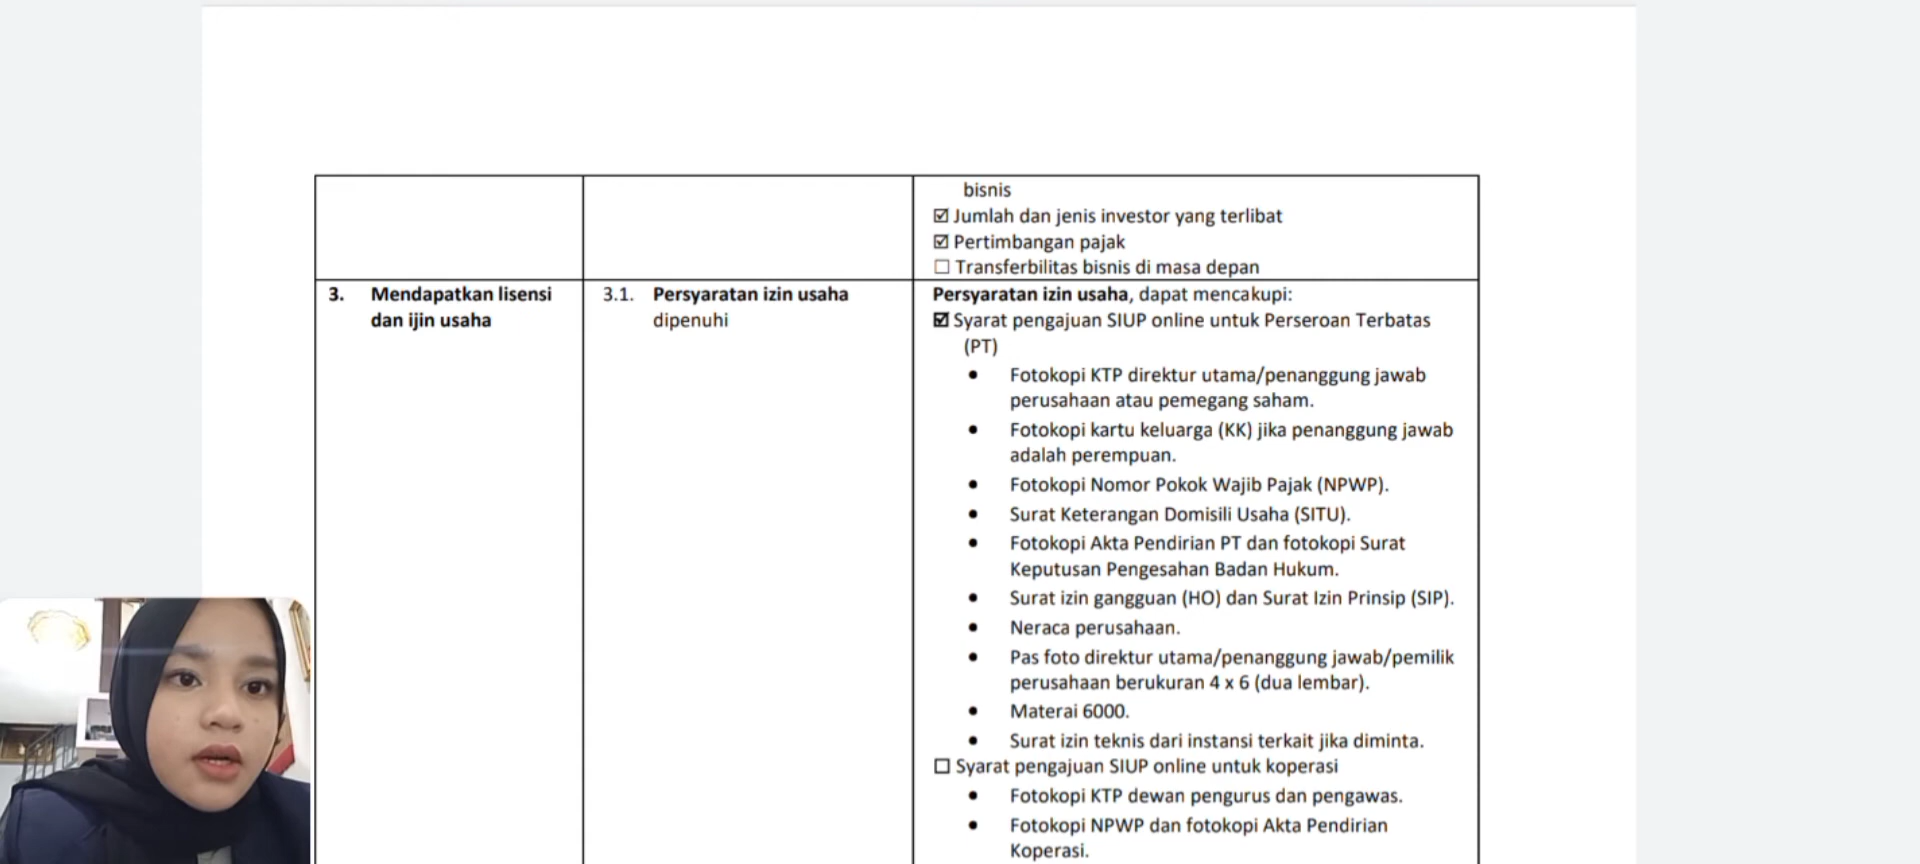 bisnis
☑ Jumlah dan jenis investor yang terlibat
☑ Pertimbangan pajak
☐ Transferbilitas bisnis di masa depan
3. Mendapatkan lisensi
dan ijin usaha
3.1. Persyaratan izin usaha
dipenuhi
Persyaratan izin usaha, dapat mencakupi:
☑ Syarat pengajuan SIUP online untuk Perseroan Terbatas
(PT)
• Fotokopi KTP direktur utama/penanggung jawab
perusahaan atau pemegang saham.
• Fotokopi kartu keluarga (KK) jika penanggung jawab
adalah perempuan.
• Fotokopi Nomor Pokok Wajib Pajak (NPWP).
• Surat Keterangan Domisili Usaha (SITU).
• Fotokopi Akta Pendirian PT dan fotokopi Surat
Keputusan Pengesahan Badan Hukum.
• Surat izin gangguan (HO) dan Surat Izin Prinsip (SIP).
• Neraca perusahaan.
• Pas foto direktur utama/penanggung jawab/pemilik
perusahaan berukuran 4 x 6 (dua lembar).
• Materai 6000.
• Surat izin teknis dari instansi terkait jika diminta.
☐ Syarat pengajuan SIUP online untuk koperasi
• Fotokopi KTP dewan pengurus dan pengawas.
• Fotokopi NPWP dan fotokopi Akta Pendirian
Koperasi.